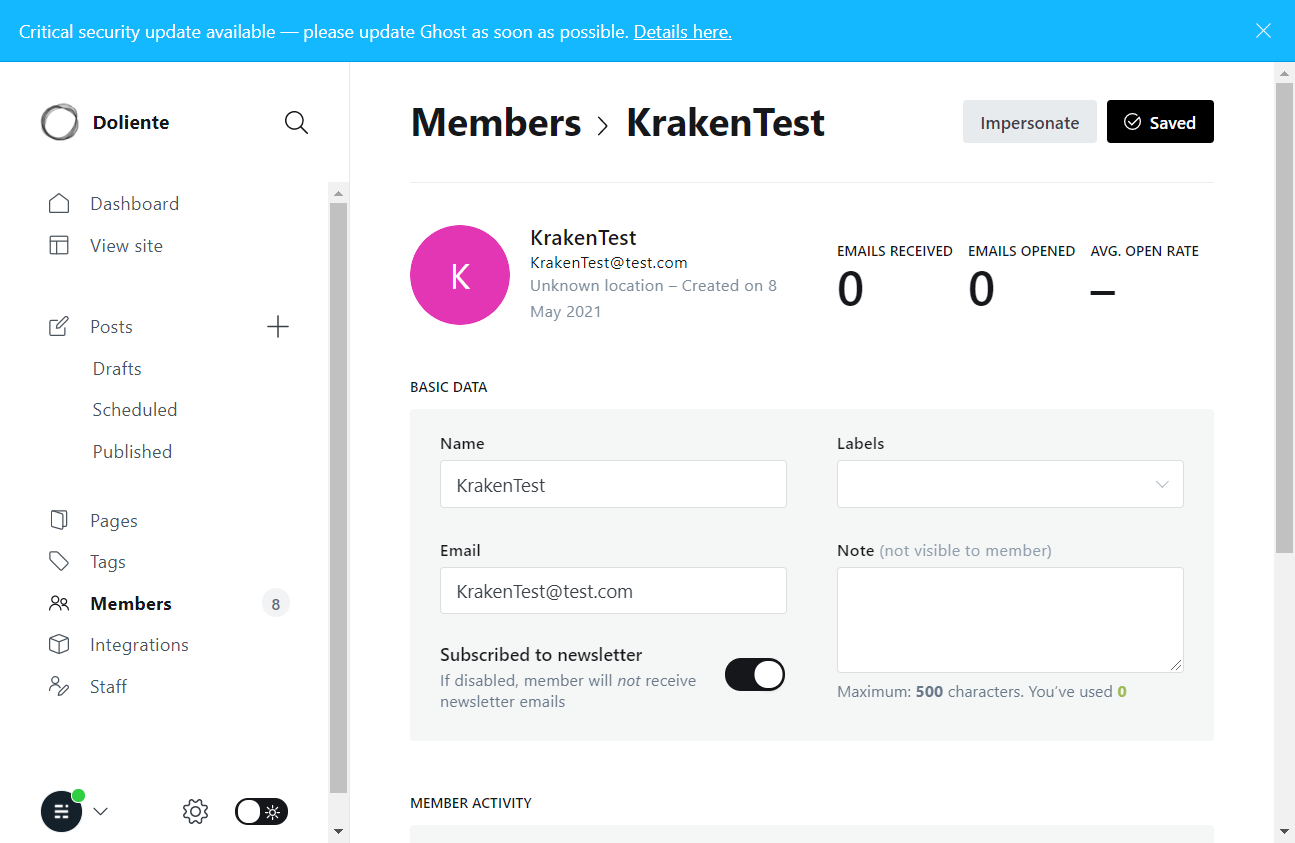 Critical security update available — please update Ghost as soon as possible. Details here.
Doliente
Dashboard
View site
Posts
Drafts
Scheduled
Published
Pages
Tags
Members 8
Integrations
Staff
Members KrakenTest
Impersonate
Saved
K
KrakenTest
KrakenTest@test.com
Unknown location – Created on 8
May 2021
EMAILS RECEIVED
0
EMAILS OPENED
0
AVG. OPEN RATE
–
BASIC DATA
Name
KrakenTest
Email
KrakenTest@test.com
Subscribed to newsletter
If disabled, member will not receive
newsletter emails
Labels
Note (not visible to member)
Maximum: 500 characters. You’ve used 0
MEMBER ACTIVITY